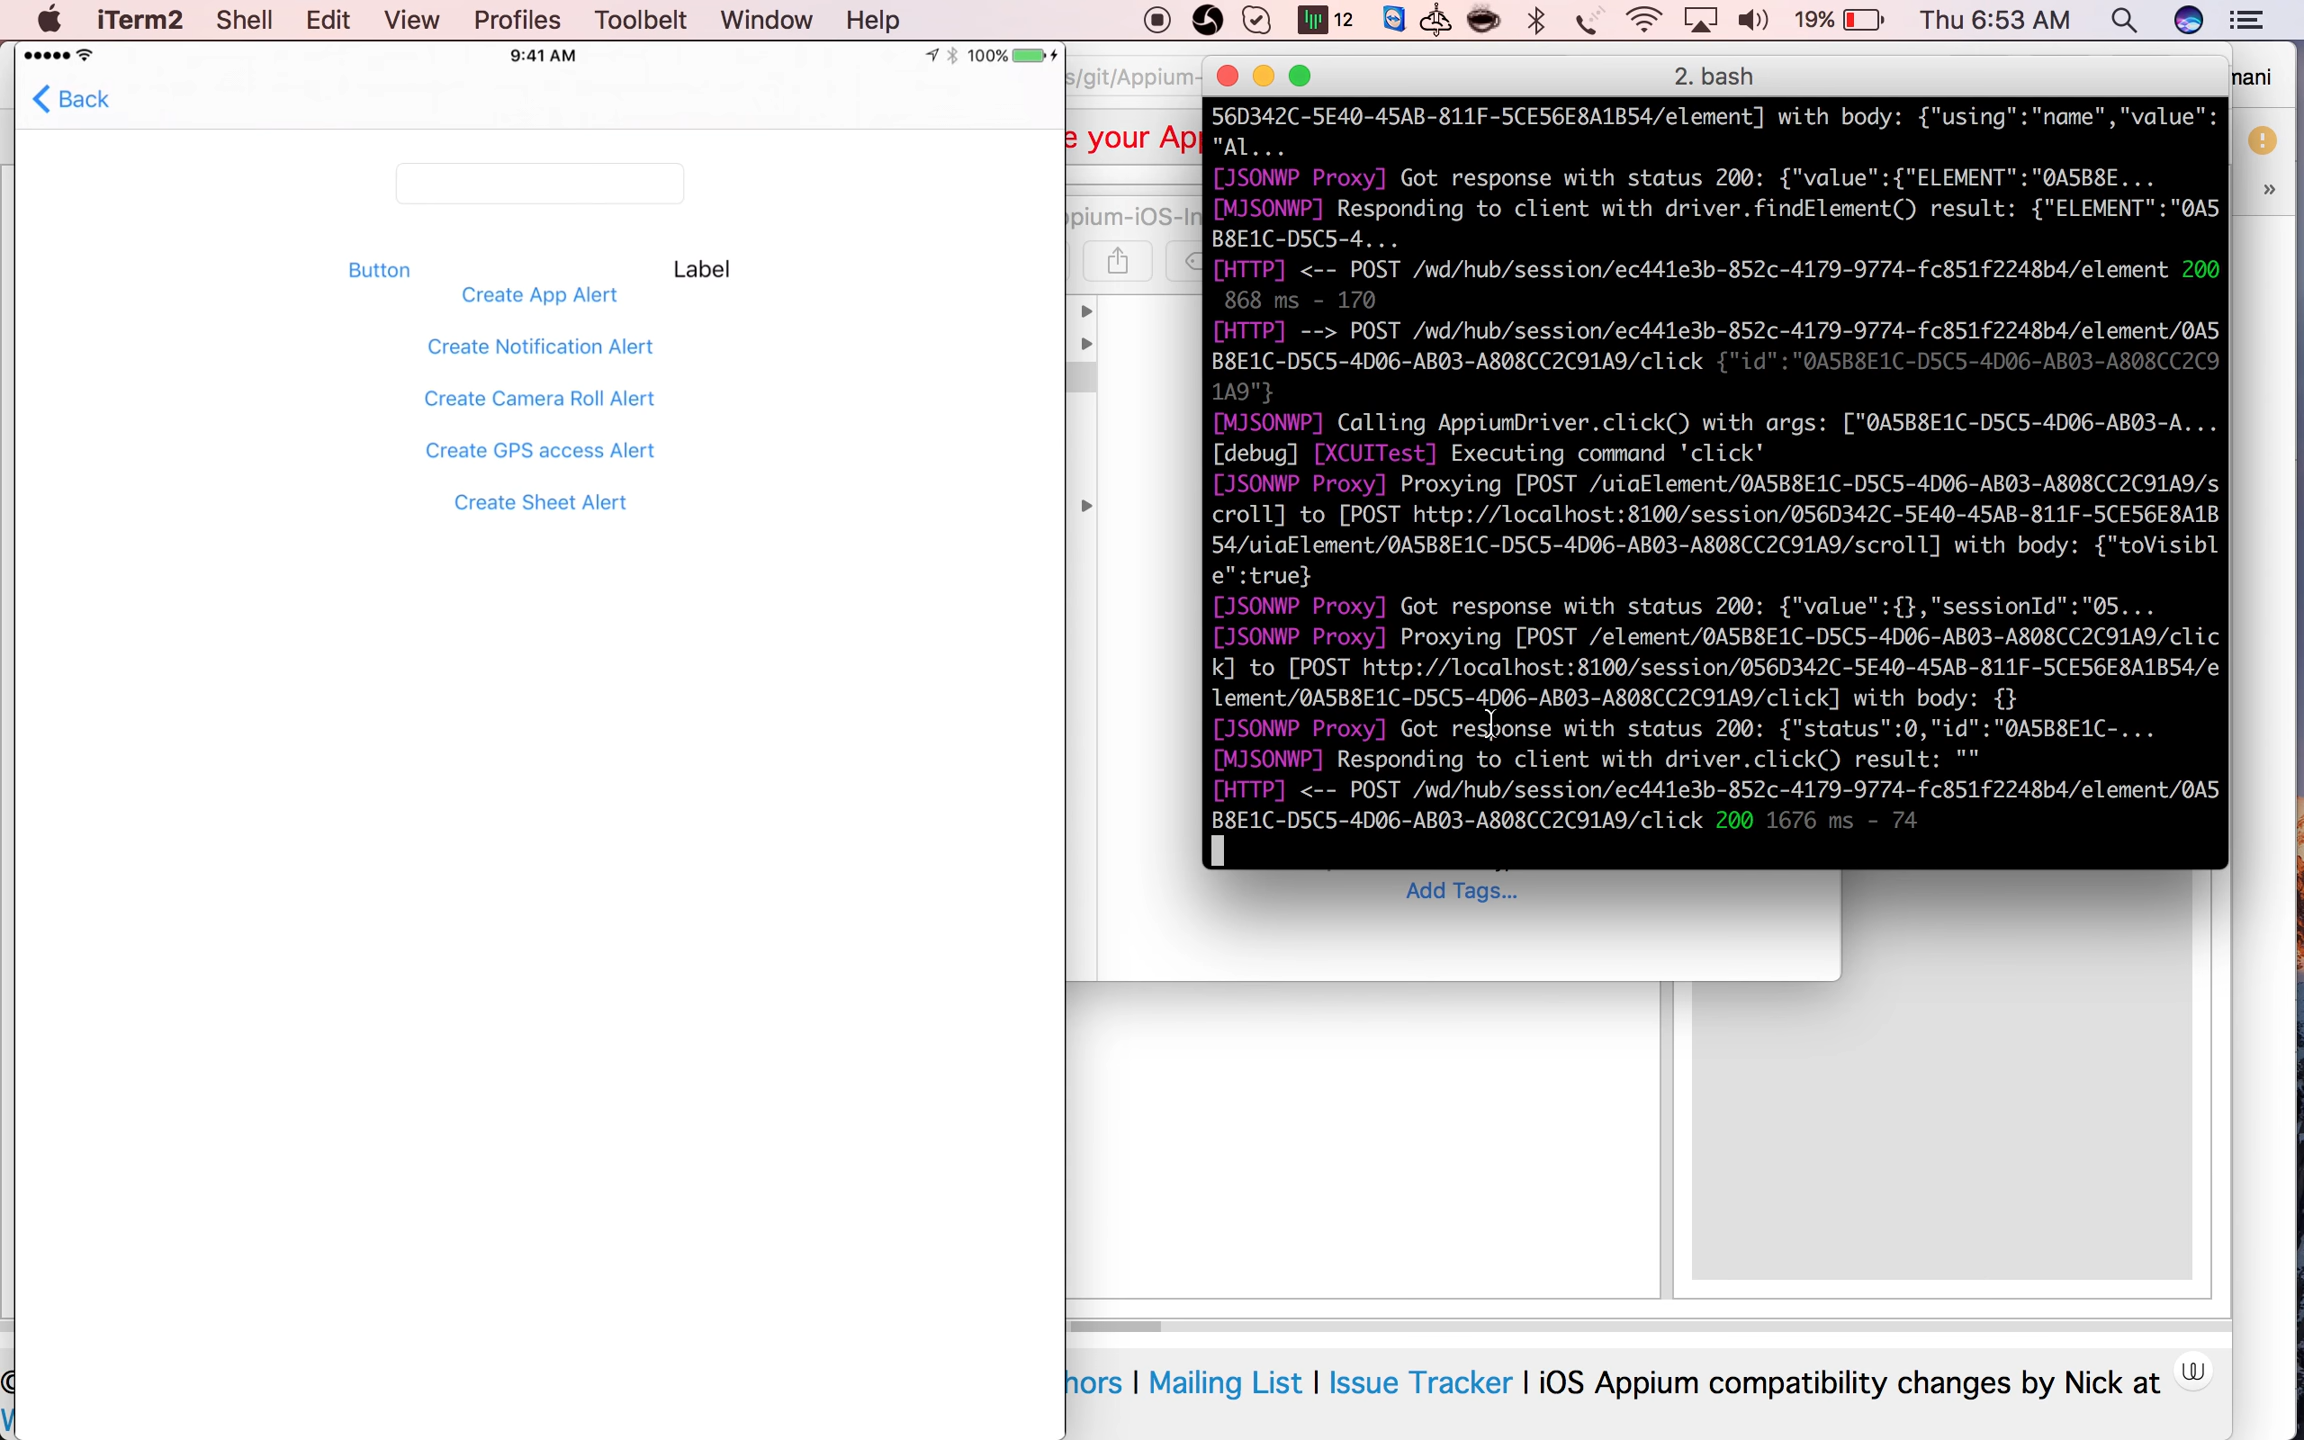 iTerm2 Shell Edit View Profiles Toolbelt Window Help 12 19% Thu 6:53 AM
9:41 AM 100%
Back
Button Label
Create App Alert
Create Notification Alert
Create Camera Roll Alert
Create GPS access Alert
Create Sheet Alert
s/git/Appium-
mani
e your App
pium-iOS-In
»
2. bash
56D342C-5E40-45AB-811F-5CE56E8A1B54/element] with body: {"using":"name","value":
"Al...
[JSONWP Proxy] Got response with status 200: {"value":{"ELEMENT":"0A5B8E...
[MJSONWP] Responding to client with driver.findElement() result: {"ELEMENT":"0A5
B8E1C-D5C5-4...
[HTTP] <-- POST /wd/hub/session/ec441e3b-852c-4179-9774-fc851f2248b4/element 200
868 ms - 170
[HTTP] --> POST /wd/hub/session/ec441e3b-852c-4179-9774-fc851f2248b4/element/0A5
B8E1C-D5C5-4D06-AB03-A808CC2C91A9/click {"id":"0A5B8E1C-D5C5-4D06-AB03-A808CC2C9
1A9"}
[MJSONWP] Calling AppiumDriver.click() with args: ["0A5B8E1C-D5C5-4D06-AB03-A...
[debug] [XCUITest] Executing command 'click'
[JSONWP Proxy] Proxying [POST /uiaElement/0A5B8E1C-D5C5-4D06-AB03-A808CC2C91A9/s
croll] to [POST http://localhost:8100/session/056D342C-5E40-45AB-811F-5CE56E8A1B
54/uiaElement/0A5B8E1C-D5C5-4D06-AB03-A808CC2C91A9/scroll] with body: {"toVisibl
e":true}
[JSONWP Proxy] Got response with status 200: {"value":{},"sessionId":"05...
[JSONWP Proxy] Proxying [POST /element/0A5B8E1C-D5C5-4D06-AB03-A808CC2C91A9/clic
k] to [POST http://localhost:8100/session/056D342C-5E40-45AB-811F-5CE56E8A1B54/e
lement/0A5B8E1C-D5C5-4D06-AB03-A808CC2C91A9/click] with body: {}
[JSONWP Proxy] Got response with status 200: {"status":0,"id":"0A5B8E1C-...
[MJSONWP] Responding to client with driver.click() result: ""
[HTTP] <-- POST /wd/hub/session/ec441e3b-852c-4179-9774-fc851f2248b4/element/0A5
B8E1C-D5C5-4D06-AB03-A808CC2C91A9/click 200 1676 ms - 74
Add Tags...
hors | Mailing List | Issue Tracker | iOS Appium compatibility changes by Nick at